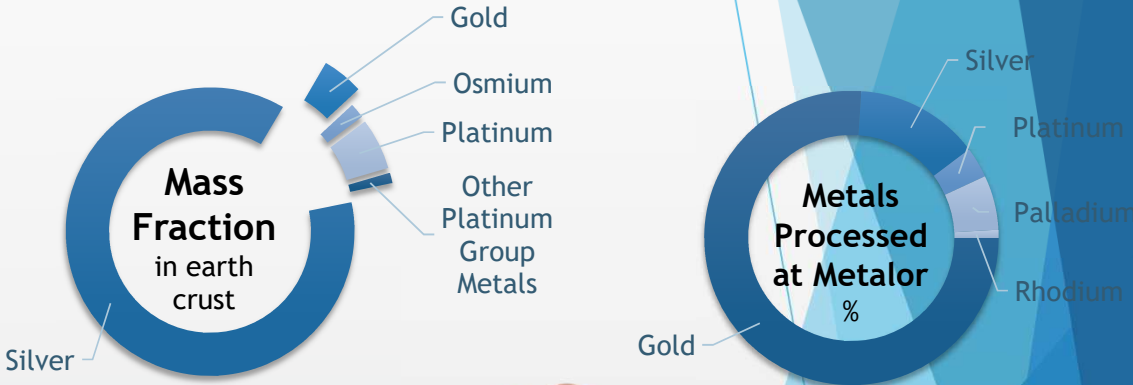 Gold
Osmium
Platinum
Other
Platinum
Group
Metals
Silver
Mass
Fraction
in earth
crust
Silver
Platinum
Palladium
Rhodium
Gold
Metals
Processed
at Metalor
%